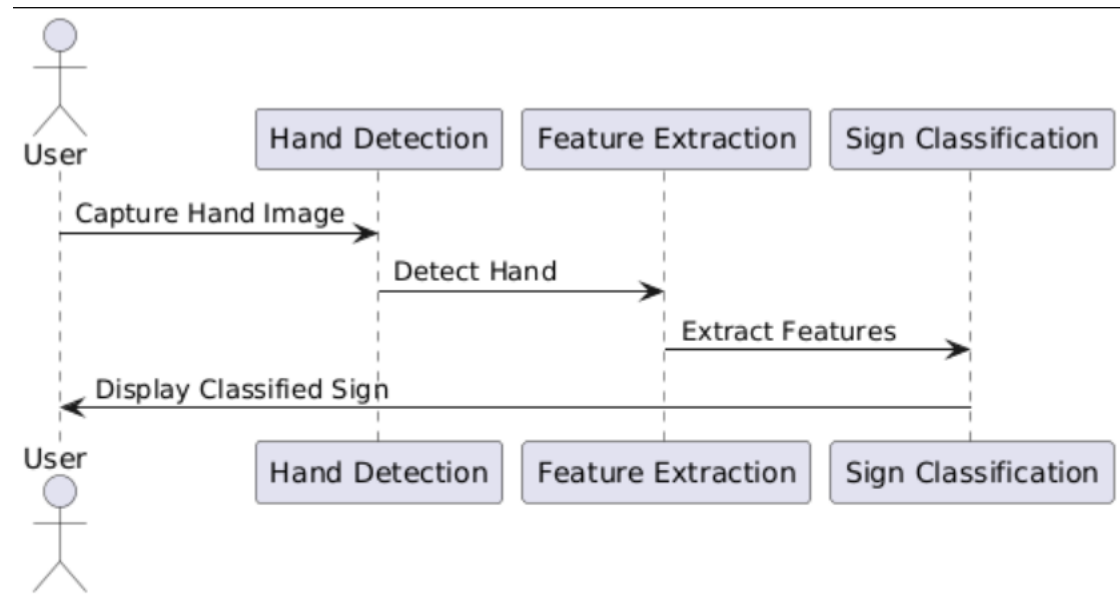 User
Hand Detection
Feature Extraction
Sign Classification
Capture Hand Image
Detect Hand
Extract Features
Display Classified Sign
User
Hand Detection
Feature Extraction
Sign Classification